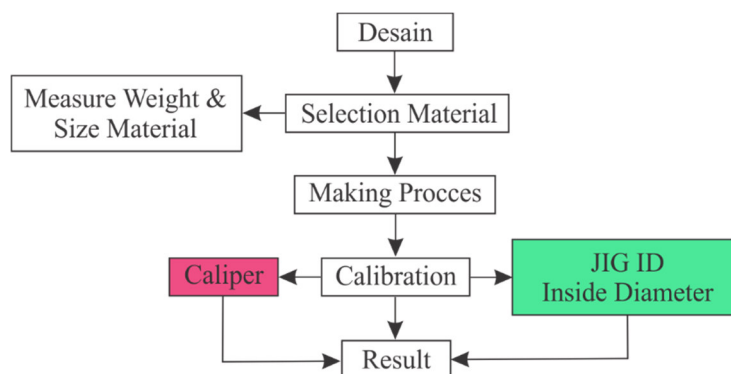 Desain
Measure Weight &
Size Material
Selection Material
Making Procces
Caliper
Calibration
JIG ID
Inside Diameter
Result